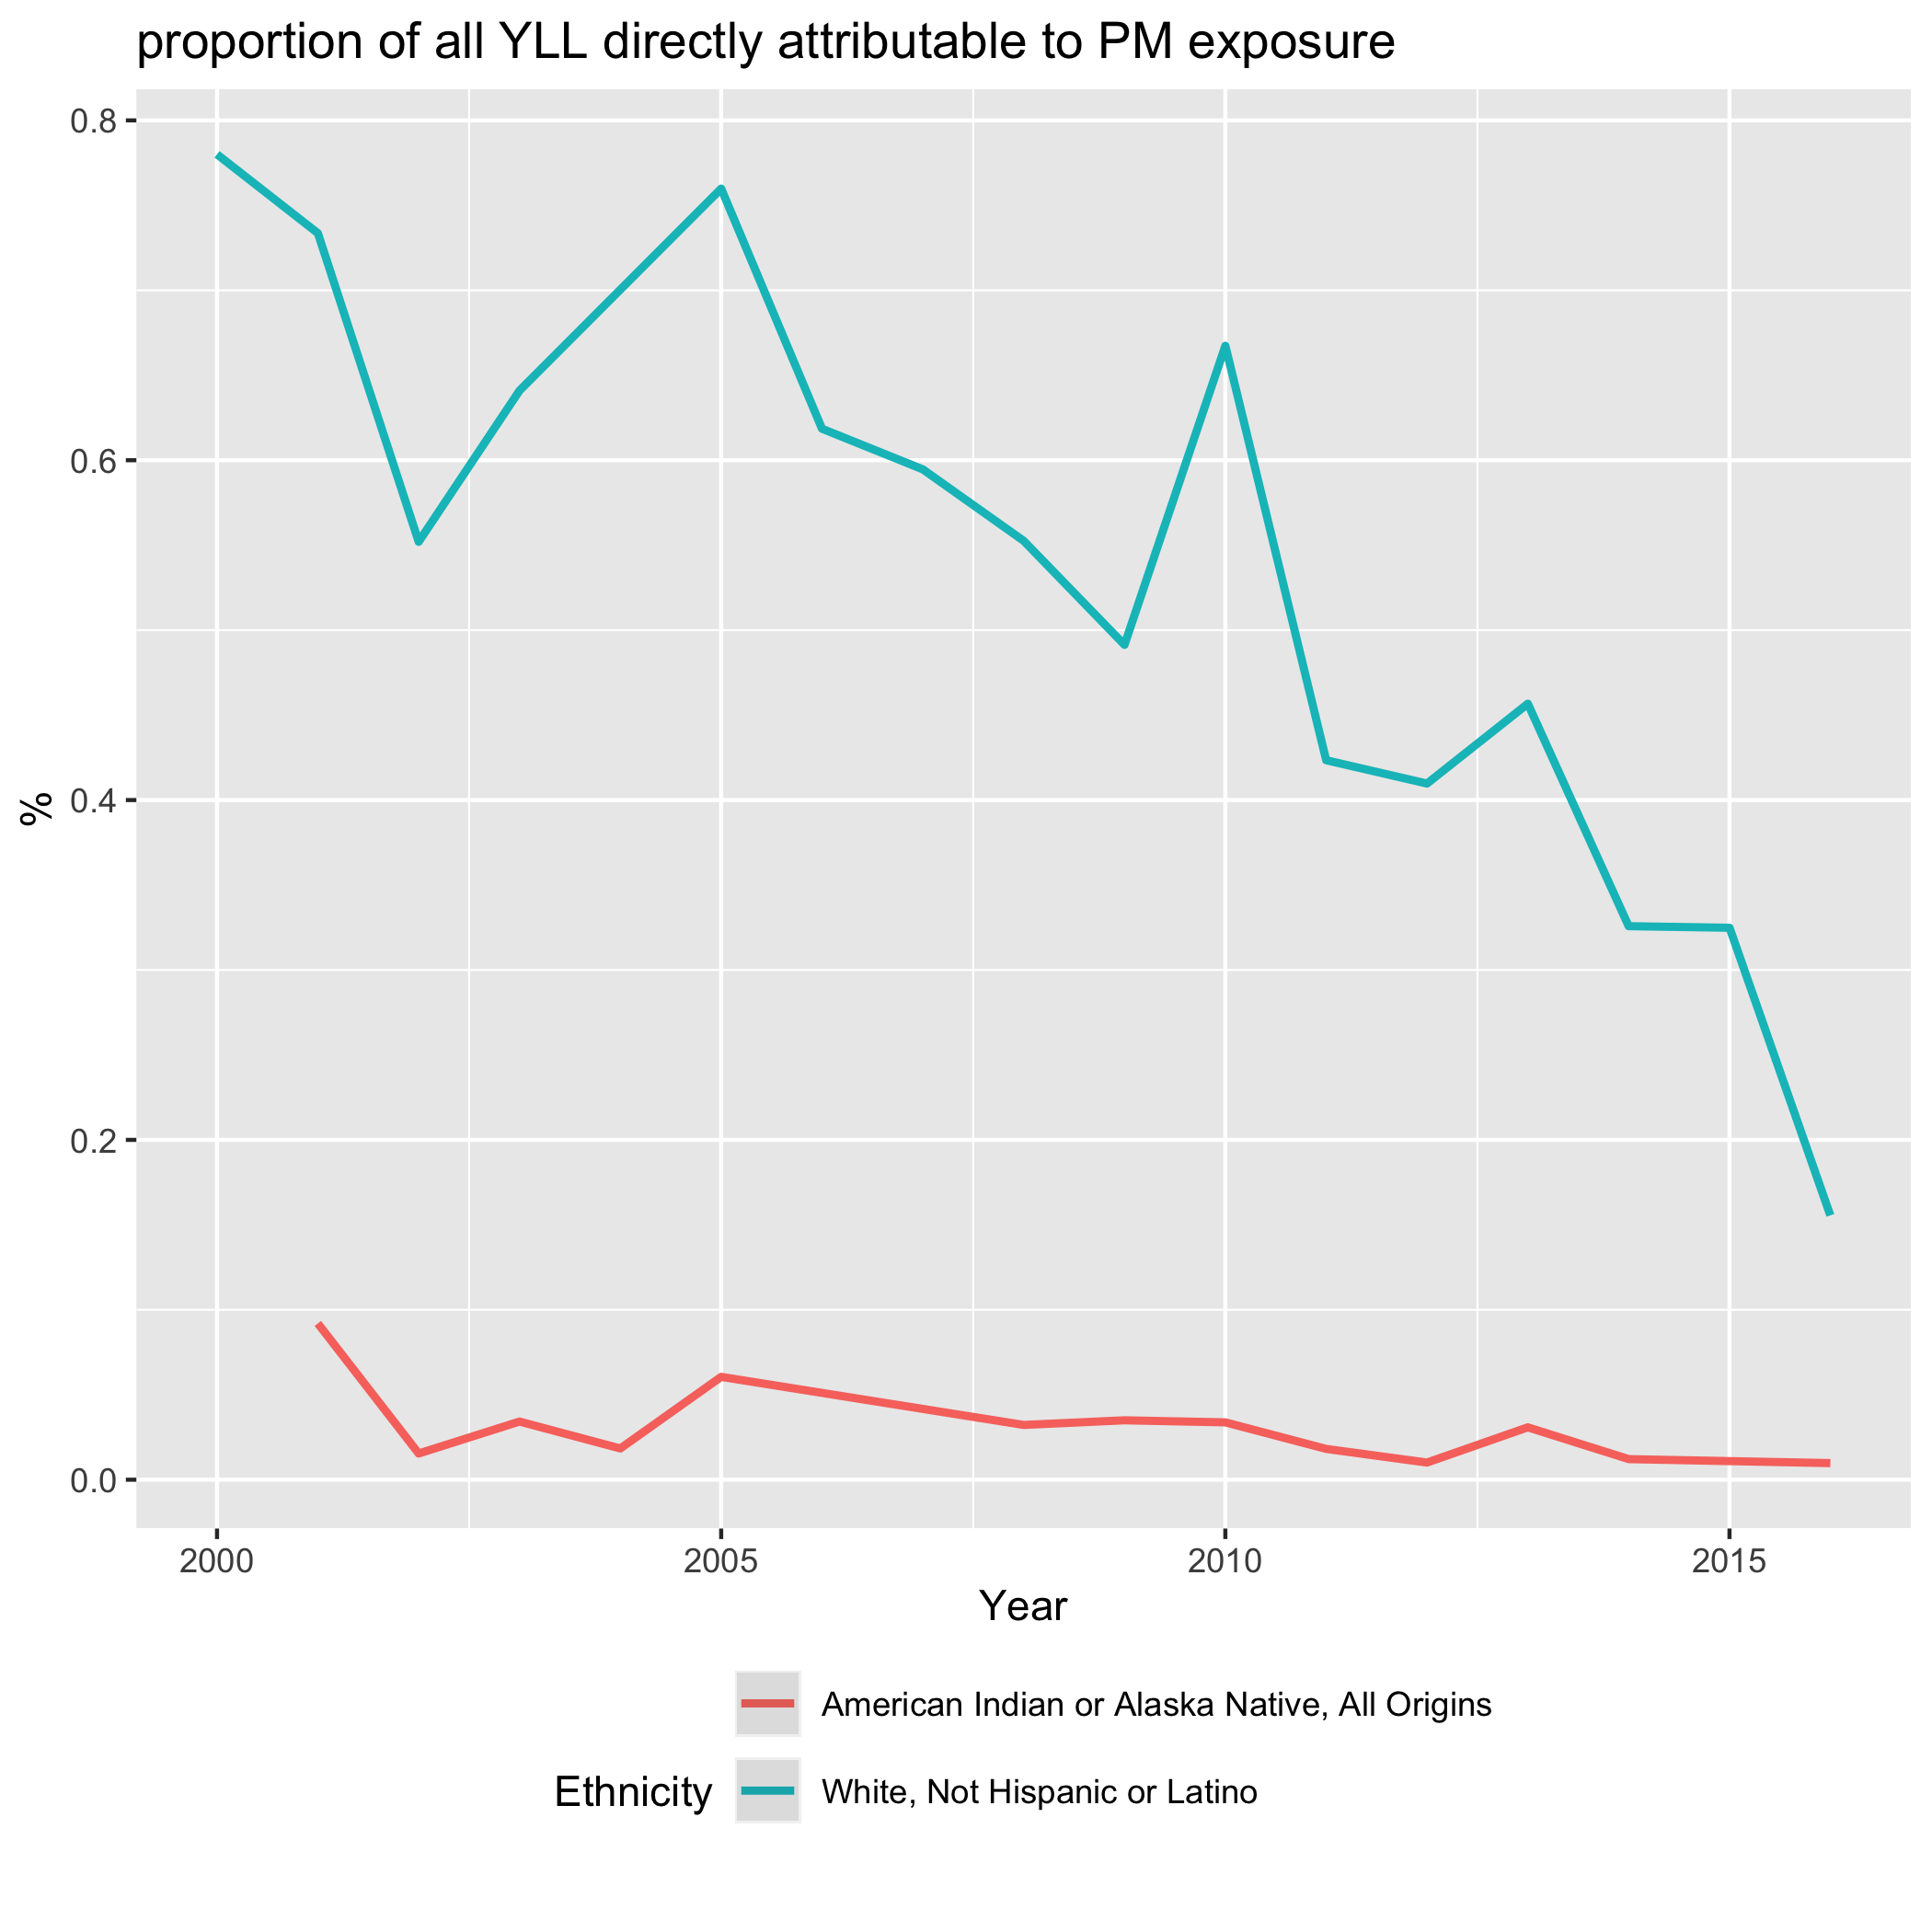 proportion of all YLL directly attributable to PM exposure
0.8
0.6
0.4
0.2
0.0
%
2000 2005 2010 2015
Year
American Indian or Alaska Native, All Origins
Ethnicity White, Not Hispanic or Latino